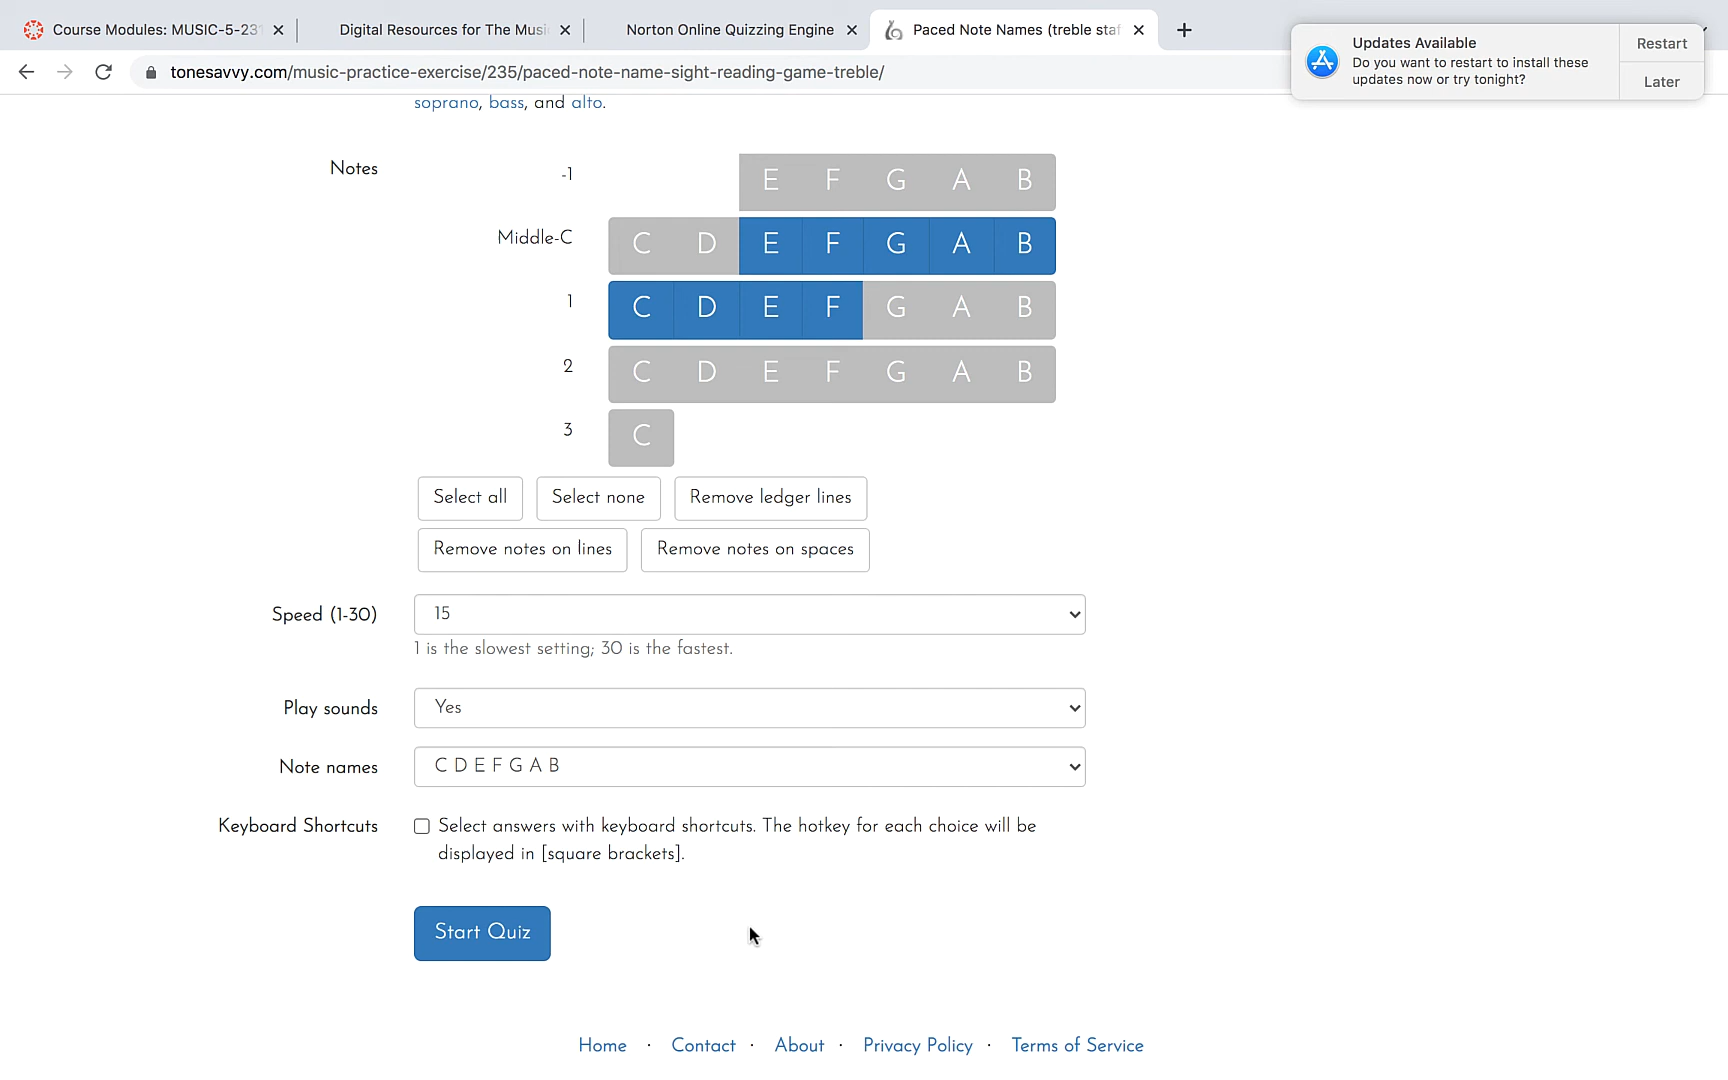 Course Modules: MUSIC-5-231
Digital Resources for The Musi
Norton Online Quizzing Engine
Paced Note Names (treble staf
tonesavvy.com/music-practice-exercise/235/paced-note-name-sight-reading-game-treble/
Updates Available
Do you want to restart to install these
updates now or try tonight?
Restart
Later
soprano, bass, and alto.
Notes
-1
E F G A B
Middle-C
C D E F G A B
1
C D E F G A B
2
C D E F G A B
3
C
Select all
Select none
Remove ledger lines
Remove notes on lines
Remove notes on spaces
Speed (1-30)
15
1 is the slowest setting; 30 is the fastest.
Play sounds
Yes
Note names
C D E F G A B
Keyboard Shortcuts
Select answers with keyboard shortcuts. The hotkey for each choice will be
displayed in [square brackets].
Start Quiz
Home · Contact · About · Privacy Policy · Terms of Service